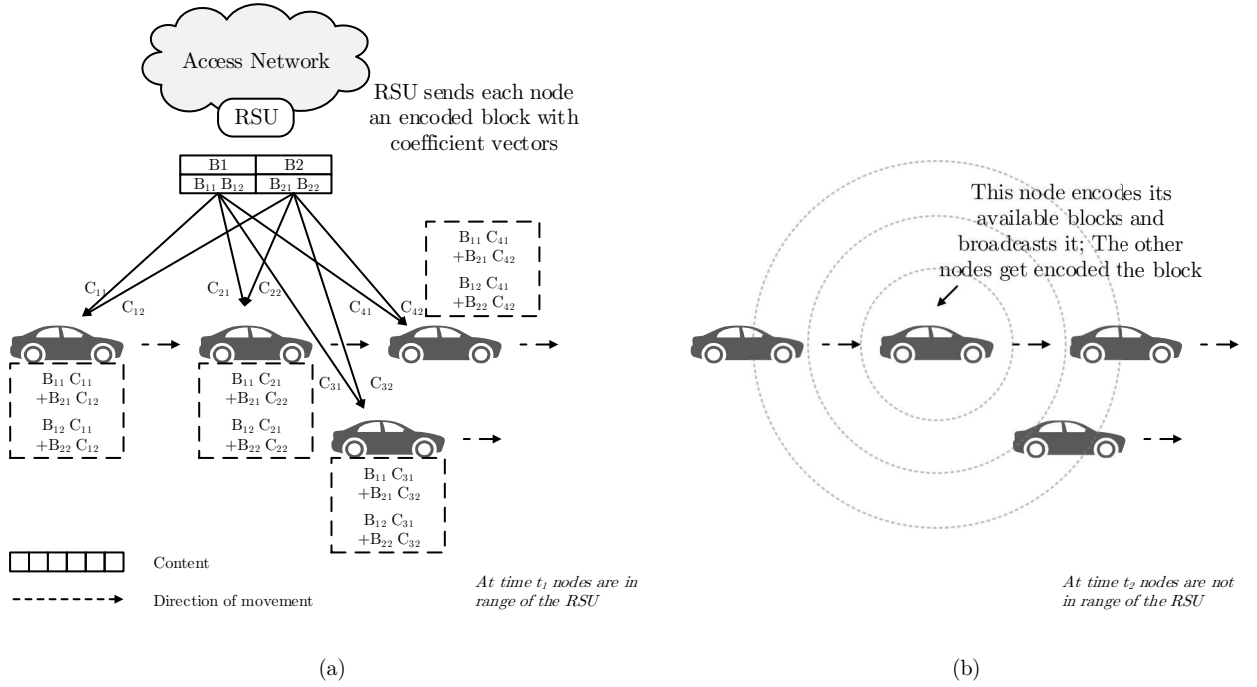 Access Network
RSU
RSU sends each node
an encoded block with
coefficient vectors
B1 B2
B₁₁ B₁₂ B₂₁ B₂₂
C₁₁
C₁₂
C₂₁
C₂₂
C₄₁
C₄₂
B₁₁ C₄₁
+B₂₁ C₄₂
B₁₂ C₄₁
+B₂₂ C₄₂
B₁₁ C₁₁
+B₂₁ C₁₂
B₁₂ C₁₁
+B₂₂ C₁₂
B₁₁ C₂₁
+B₂₁ C₂₂
B₁₂ C₂₁
+B₂₂ C₂₂
C₃₁
C₃₂
B₁₁ C₃₁
+B₂₁ C₃₂
B₁₂ C₃₁
+B₂₂ C₃₂
Content
Direction of movement
At time t₁ nodes are in
range of the RSU
(a)
This node encodes its
available blocks and
broadcasts it; The other
nodes get encoded the block
At time t₂ nodes are not
in range of the RSU
(b)